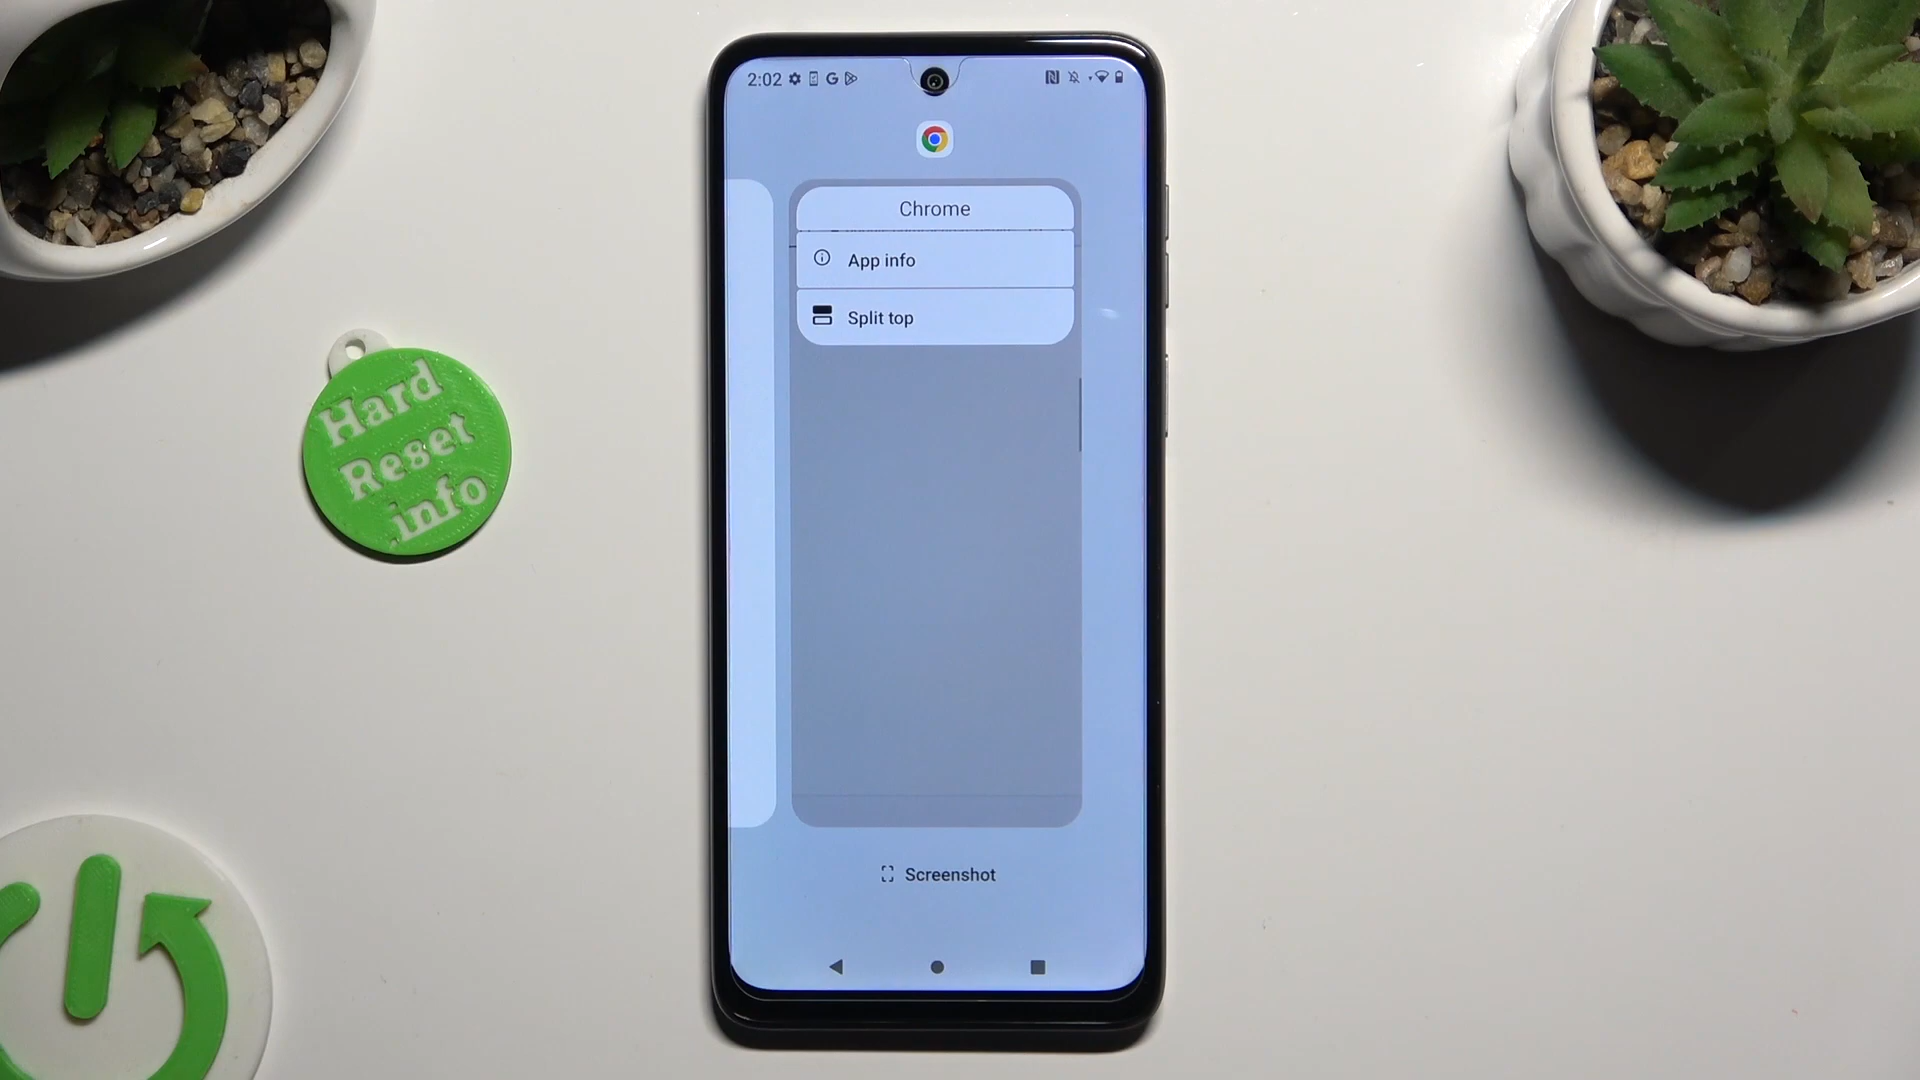 2:02
Chrome
App info
Split top
Screenshot
Hard
Reset
.info